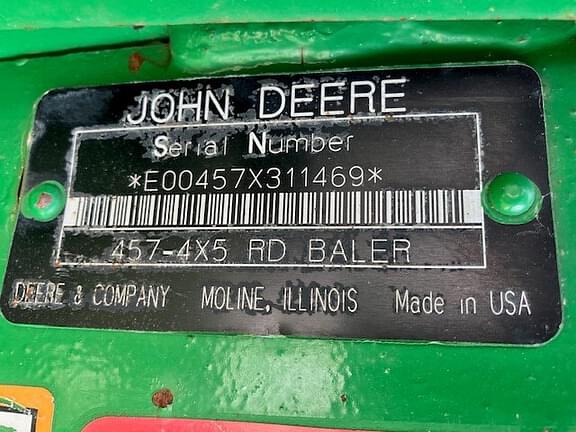 JOHN DEERE
Serial Number
*E00457X311469*
457-4X5 RD BALER
DEERE & COMPANY MOLINE, ILLINOIS Made in USA